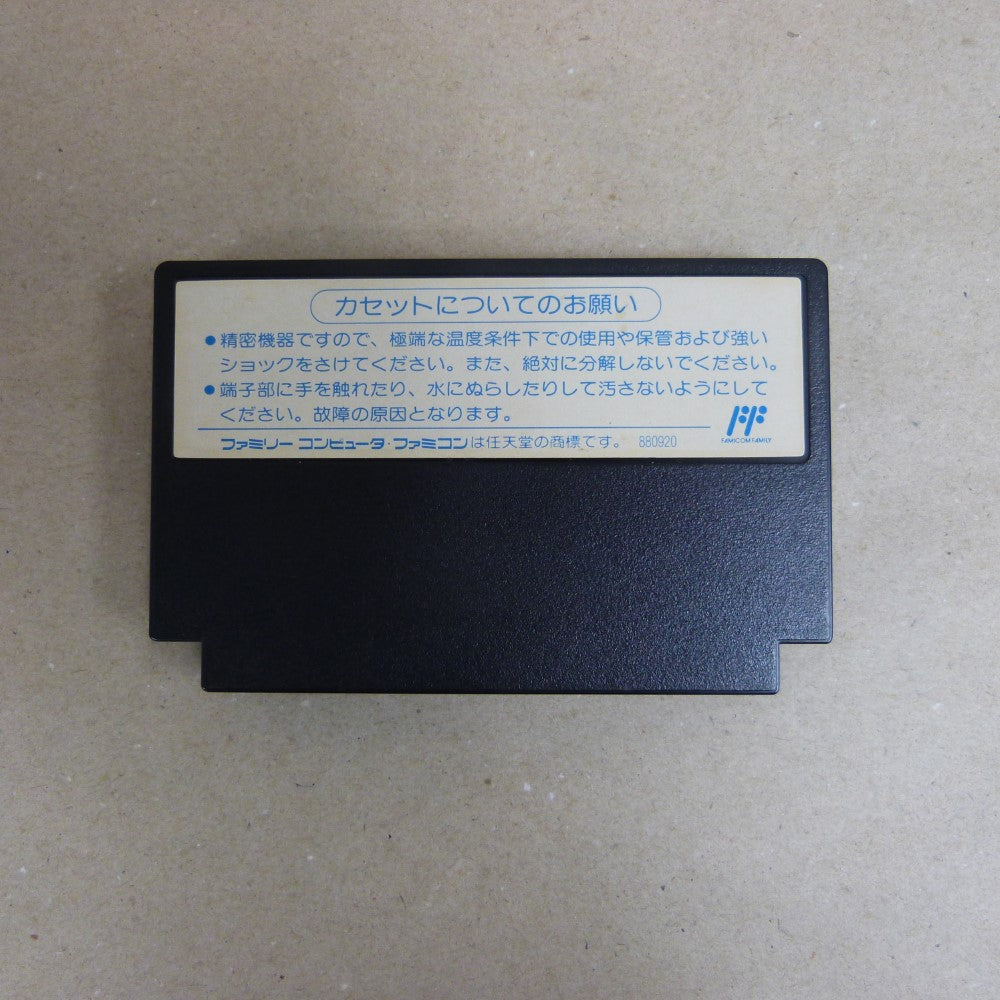 カセットについてのお願い
●精密機器ですので、極端な温度条件下での使用や保管および強い
ショックをさけてください。また、絶対に分解しないでください。
●端子部に手を触れたり、水にぬらしたりして汚さないようにして
ください。故障の原因となります。
FAMICOM FAMILY
ファミリー コンピュータ・ファミコンは任天堂の商標です。 880920